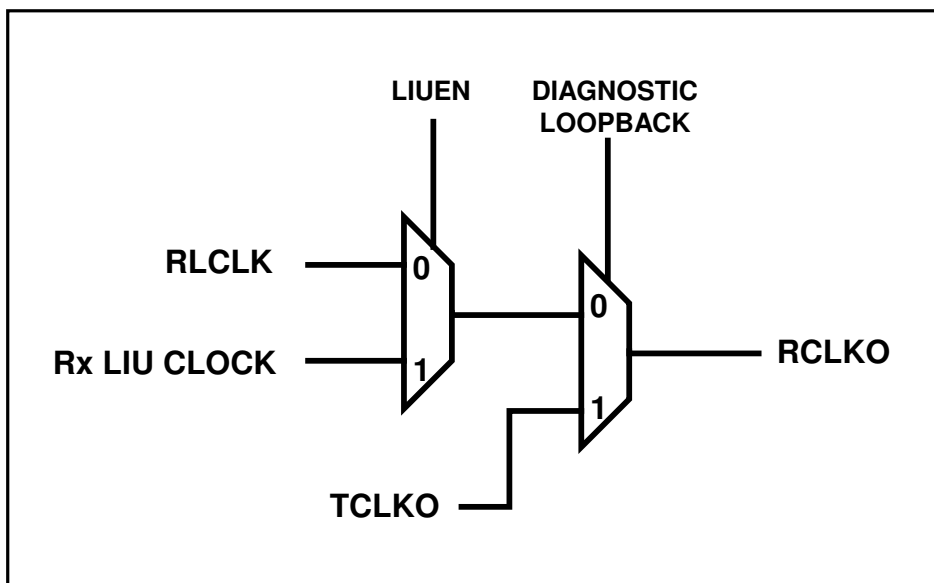 LIUEN
DIAGNOSTIC
LOOPBACK
RLCLK
0
0
Rx LIU CLOCK
1
RCLKO
1
TCLKO